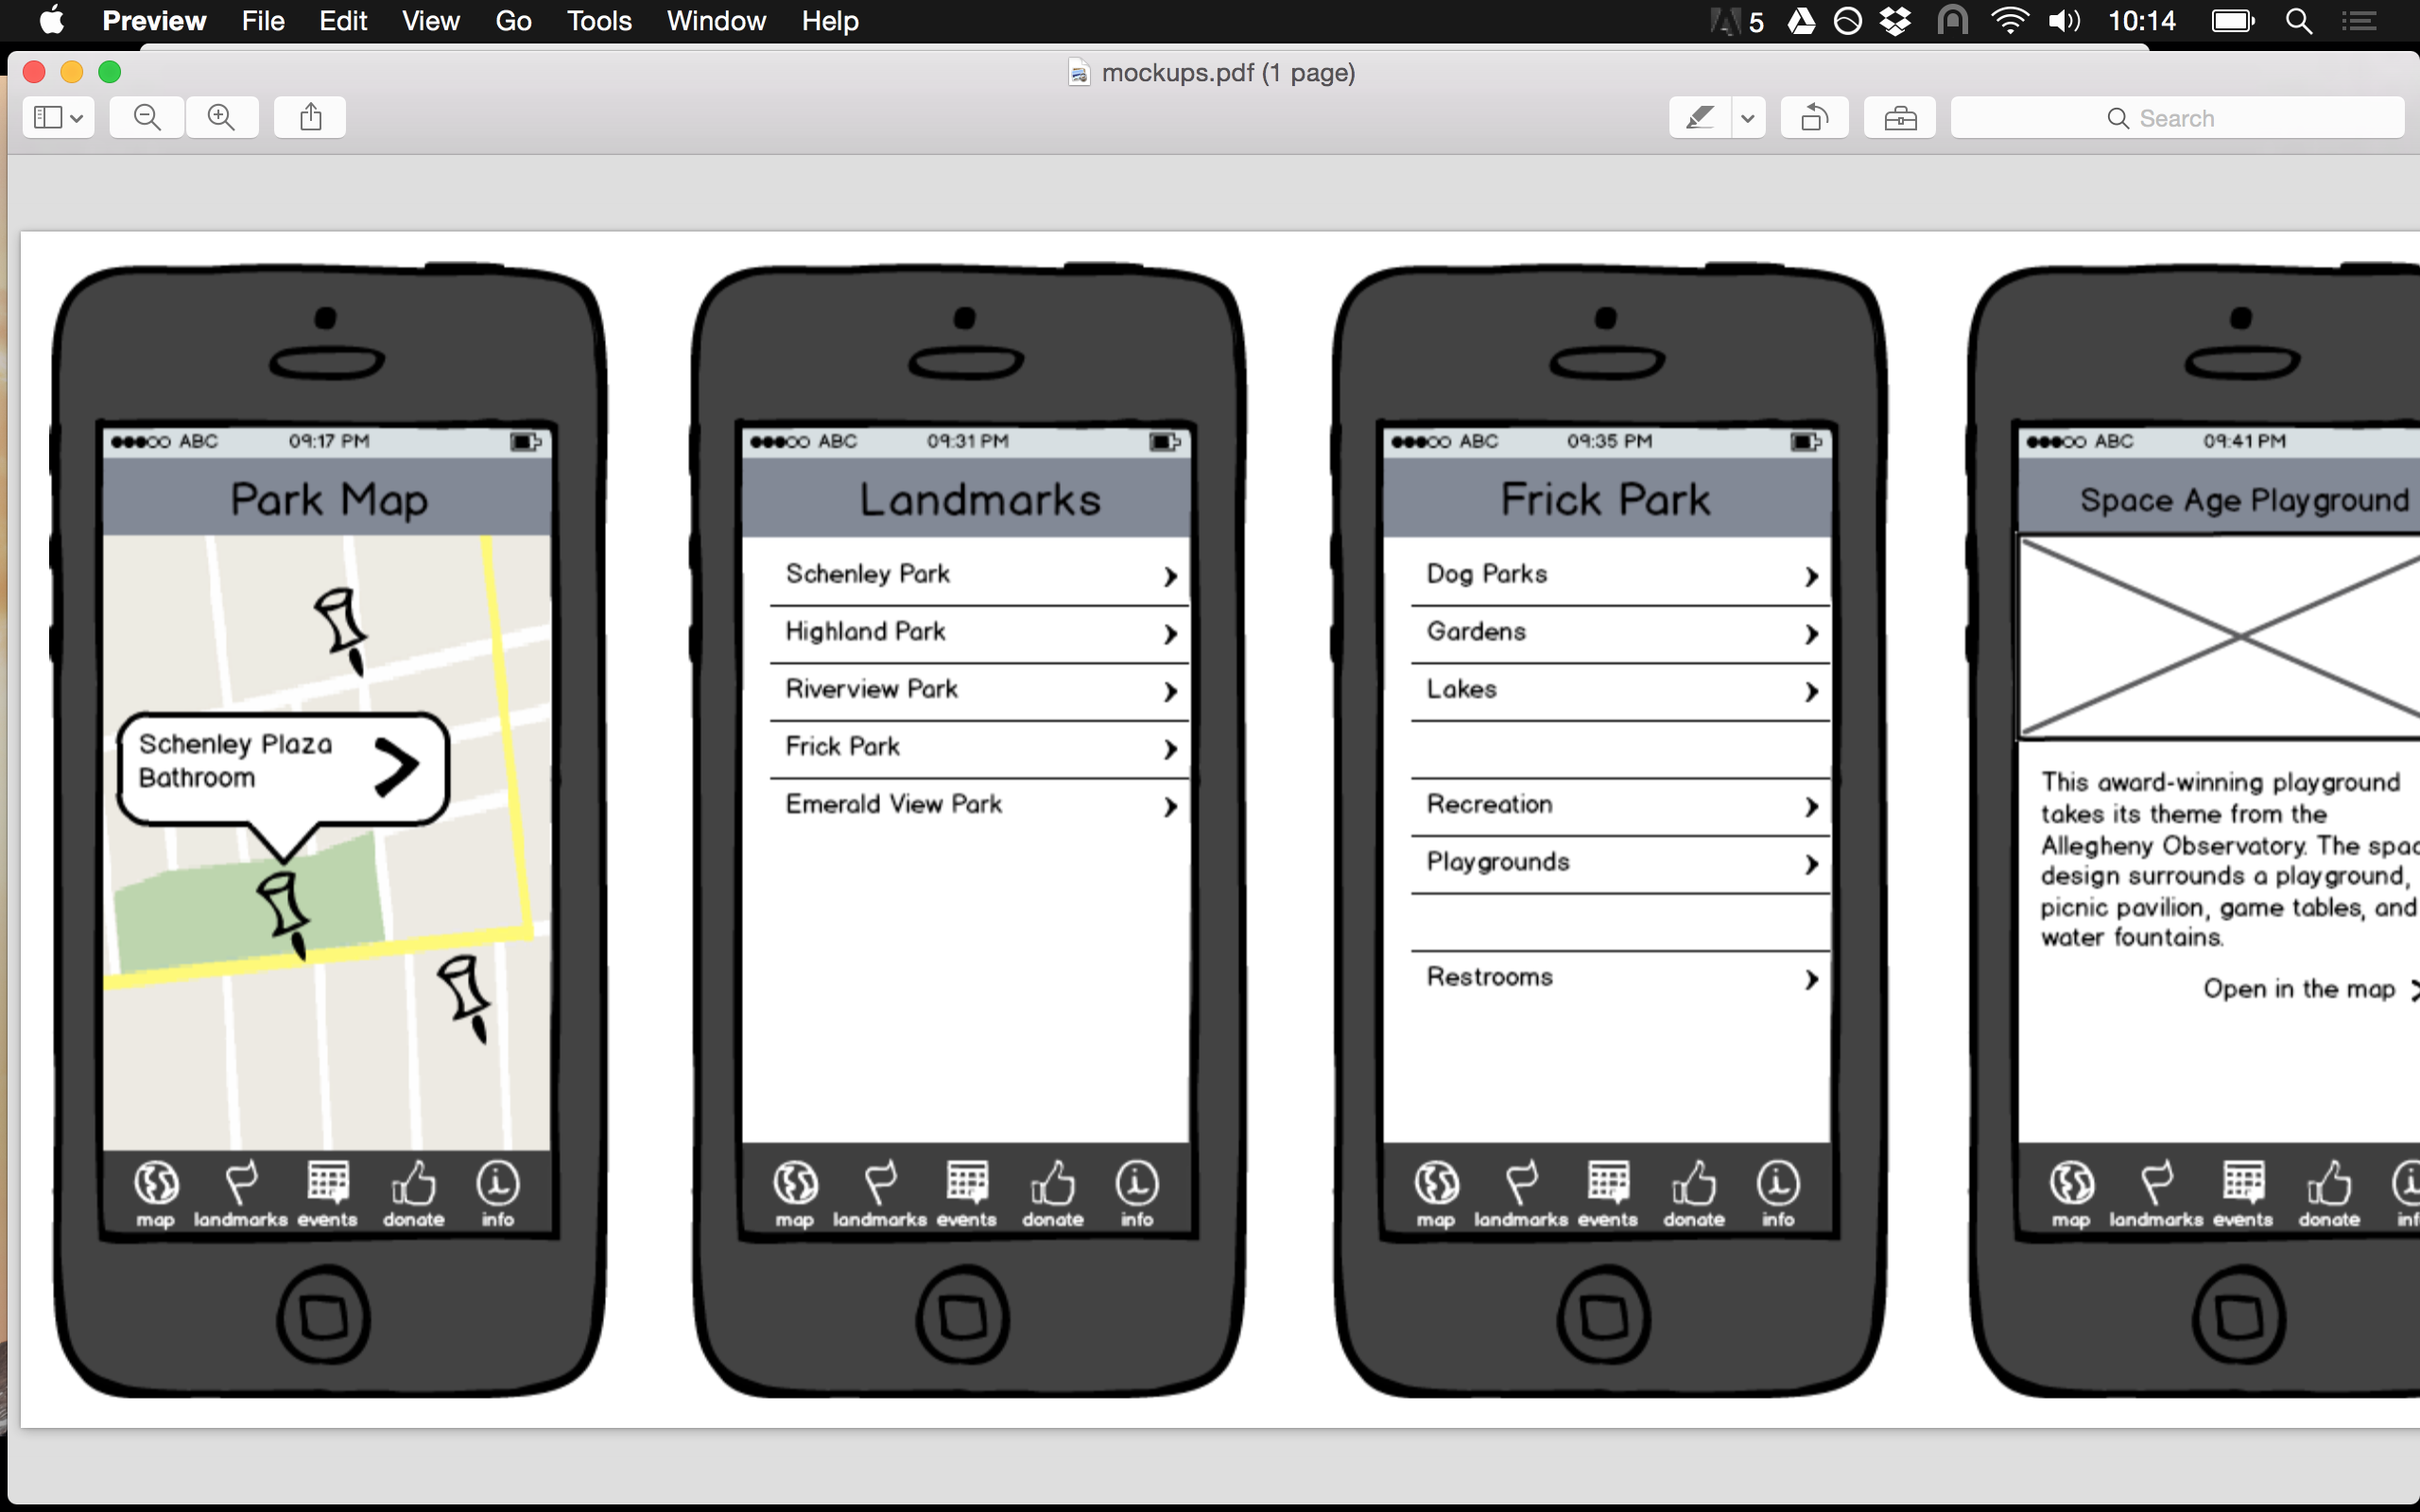 Preview File Edit View Go Tools Window Help 5 10:14
mockups.pdf (1 page)
Search
ABC 09:17 PM
Park Map
Schenley Plaza
Bathroom
map landmarks events donate info
ABC 09:31 PM
Landmarks
Schenley Park
Highland Park
Riverview Park
Frick Park
Emerald View Park
map landmarks events donate info
ABC 09:35 PM
Frick Park
Dog Parks
Gardens
Lakes
Recreation
Playgrounds
Restrooms
map landmarks events donate info
ABC 09:41 PM
Space Age Playground
This award-winning playground
takes its theme from the
Allegheny Observatory. The spac
design surrounds a playground,
picnic pavilion, game tables, and
water fountains.
Open in the map
map landmarks events donate inf